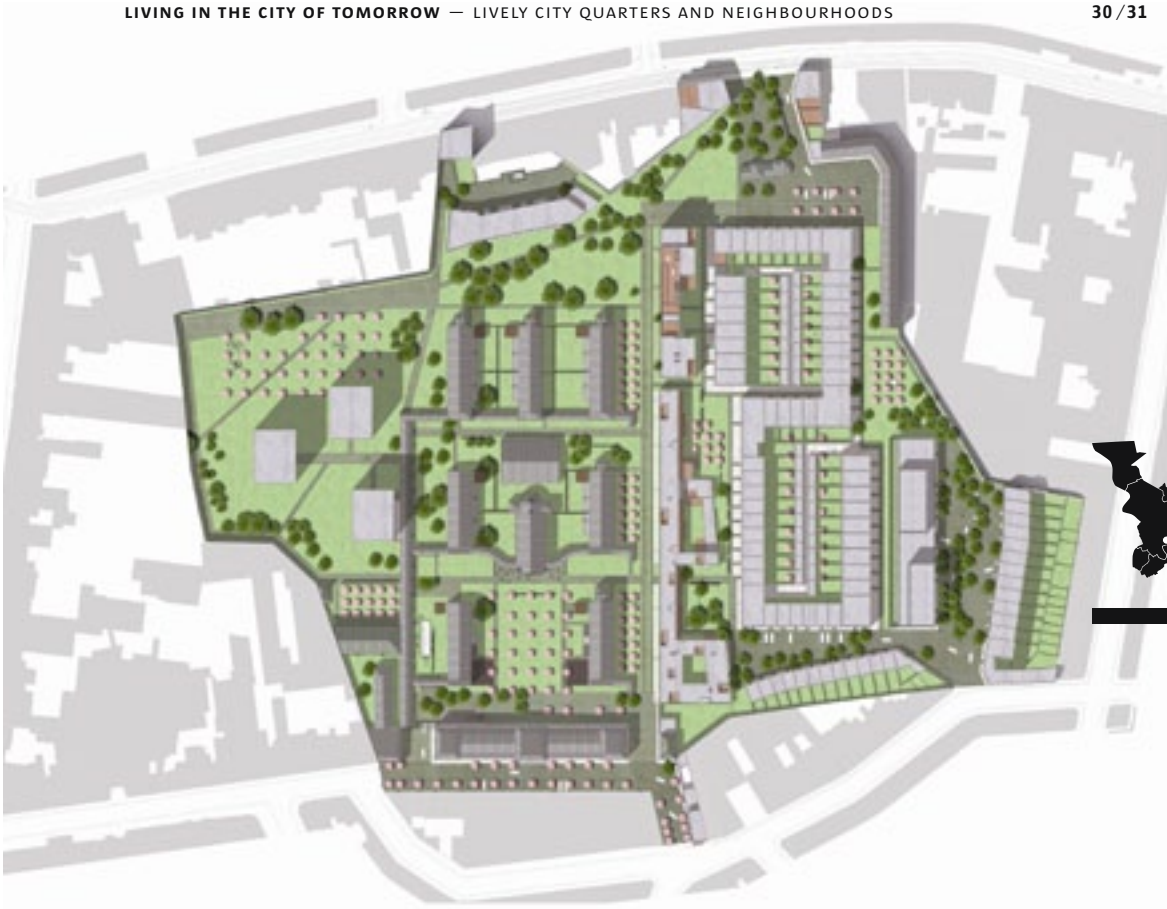 LIVING IN THE CITY OF TOMORROW — LIVELY CITY QUARTERS AND NEIGHBOURHOODS 30/31